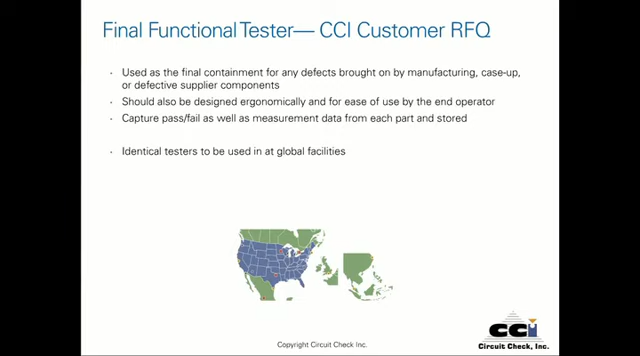 Final Functional Tester— CCI Customer RFQ
• Used as the final containment for any defects brought on by manufacturing, case-up,
or defective supplier components
• Should also be designed ergonomically and for ease of use by the end operator
• Capture pass/fail as well as measurement data from each part and stored
• Identical testers to be used in at global facilities
Copyright Circuit Check Inc.
CCI
Circuit Check, Inc.